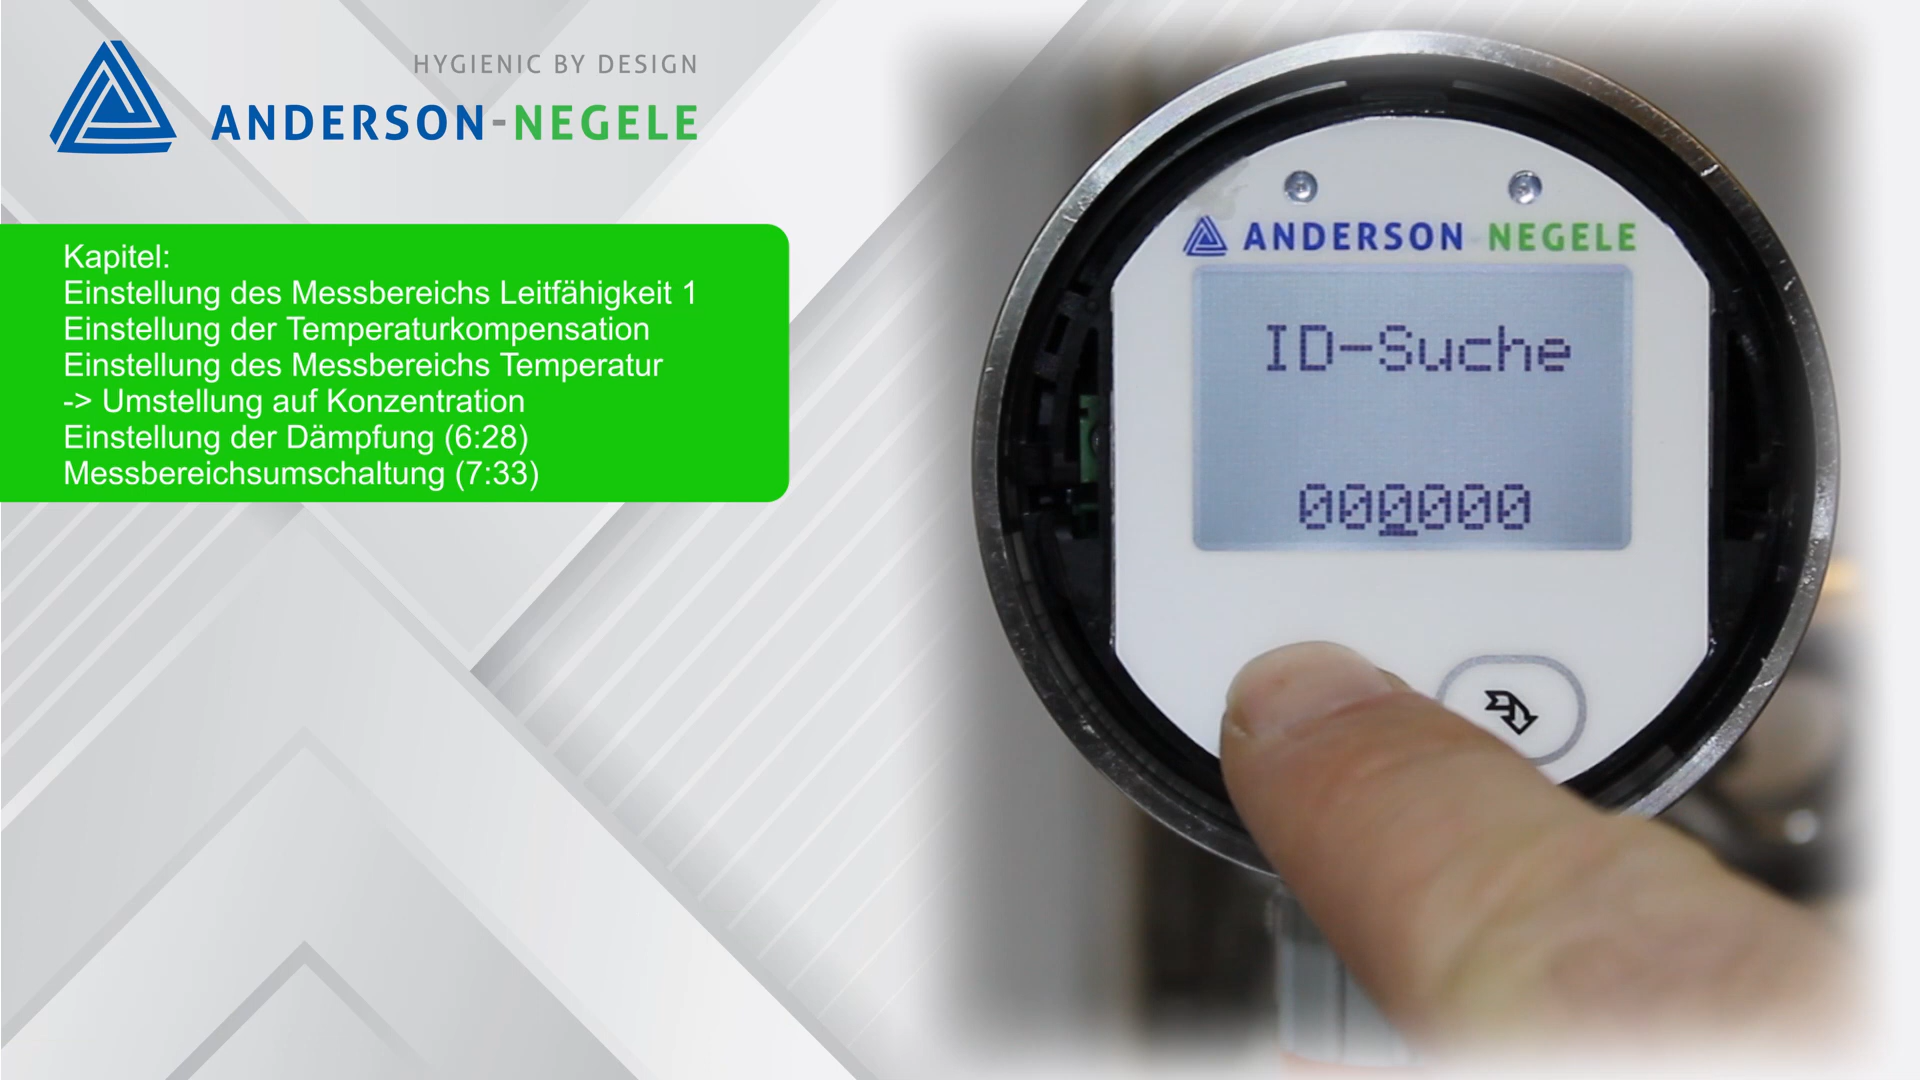 HYGIENIC BY DESIGN
ANDERSON-NEGELE
Kapitel:
Einstellung des Messbereichs Leitfähigkeit 1
Einstellung der Temperaturkompensation
Einstellung des Messbereichs Temperatur
-> Umstellung auf Konzentration
Einstellung der Dämpfung (6:28)
Messbereichsumschaltung (7:33)
ANDERSON NEGELE
ID-Suche
000000